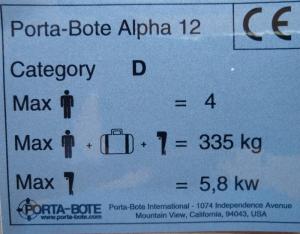 Porta-Bote Alpha 12 CE
Category D
Max = 4
Max + + = 335 kg
Max = 5,8 kw
PORTA-BOTE
www.porta-bote.com
Porta-Bote International - 1074 Independence Avenue
Mountain View, California, 94043, USA